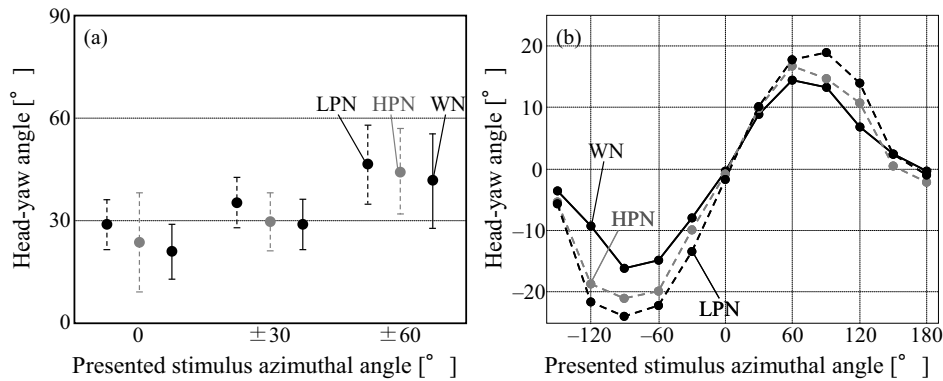 (a)
90
60
30
0
Head-yaw angle [° ]
LPN HPN WN
0 ±30 ±60
Presented stimulus azimuthal angle [° ]
(b)
20
10
0
−10
−20
Head-yaw angle [° ]
WN
HPN
LPN
−120 −60 0 60 120 180
Presented stimulus azimuthal angle [° ]